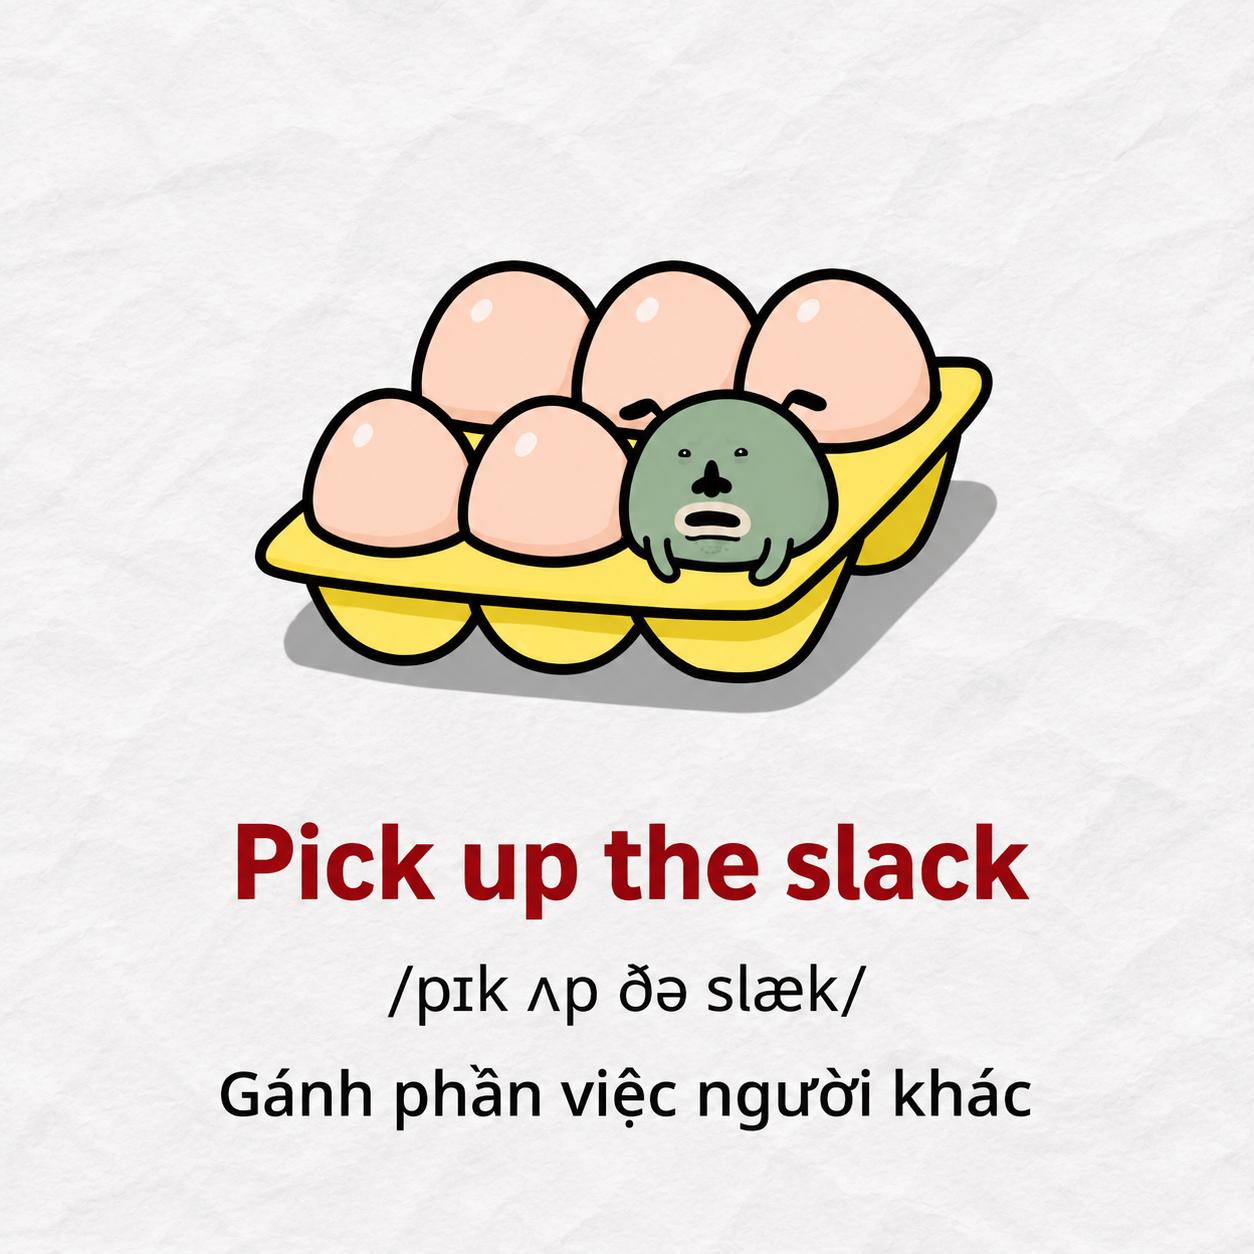 Pick up the slack
/pɪk ʌp ðə slæk/
Gánh phần việc người khác